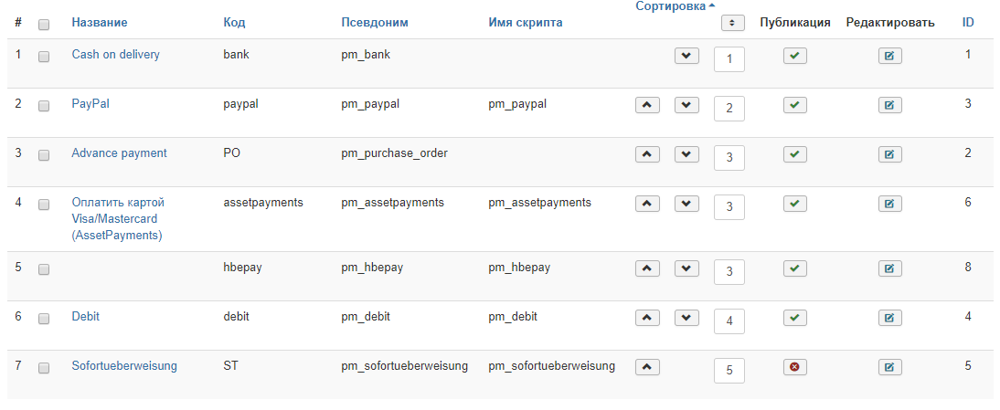 Сортировка
# Название Код Псевдоним Имя скрипта Публикация Редактировать ID
1 Cash on delivery bank pm_bank 1 1
2 PayPal paypal pm_paypal pm_paypal 2 3
3 Advance payment PO pm_purchase_order 3 2
4 Оплатить картой assetpayments pm_assetpayments pm_assetpayments 3 6
Visa/Mastercard
(AssetPayments)
5 hbepay pm_hbepay pm_hbepay 3 8
6 Debit debit pm_debit pm_debit 4 4
7 Sofortueberweisung ST pm_sofortueberweisung pm_sofortueberweisung 5 5